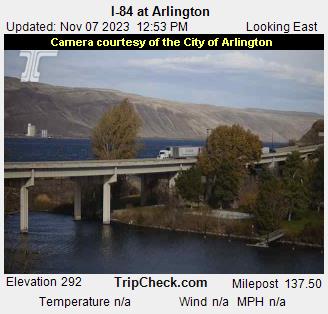 I-84 at Arlington
Updated: Nov 07 2023 12:53 PM Looking East
Camera courtesy of the City of Arlington
Elevation 292 TripCheck.com Milepost 137.50
Temperature n/a Wind n/a MPH n/a